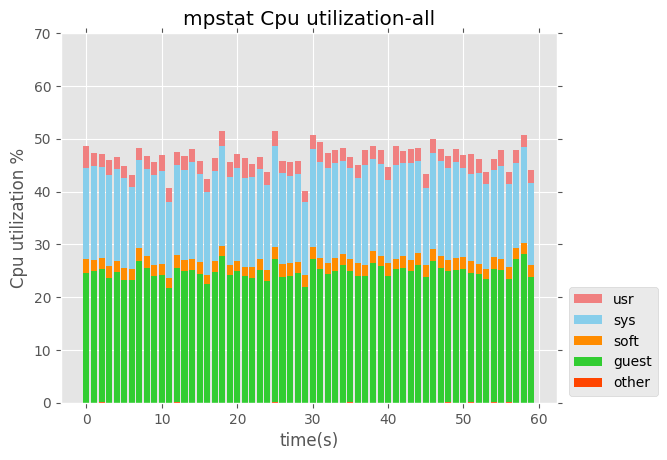 mpstat Cpu utilization-all
Cpu utilization %
70
60
50
40
30
20
10
0
0 10 20 30 40 50 60
time(s)
usr
sys
soft
guest
other